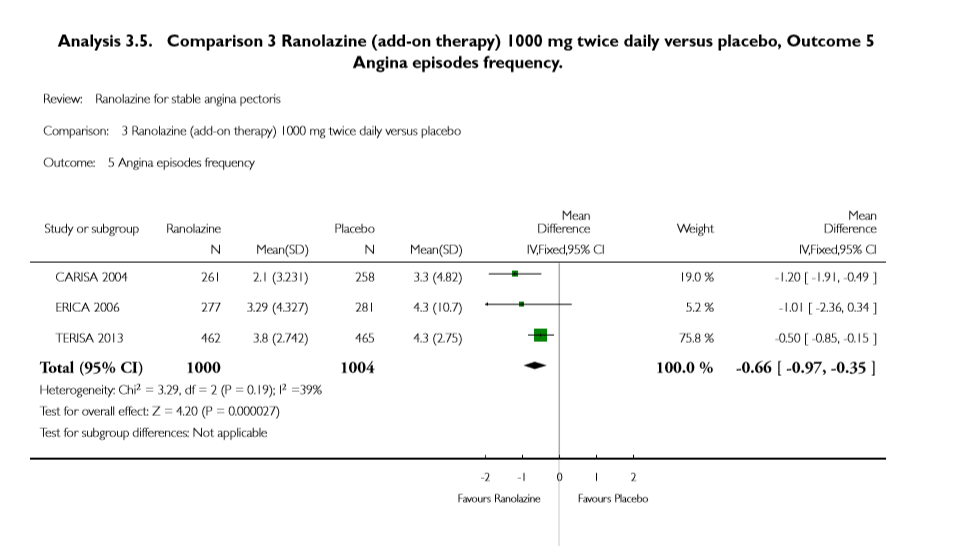 Analysis 3.5. Comparison 3 Ranolazine (add-on therapy) 1000 mg twice daily versus placebo, Outcome 5
Angina episodes frequency.
Review: Ranolazine for stable angina pectoris
Comparison: 3 Ranolazine (add-on therapy) 1000 mg twice daily versus placebo
Outcome: 5 Angina episodes frequency
Mean Mean
Study or subgroup Ranolazine Placebo Difference Weight Difference
N Mean(SD) N Mean(SD) IV,Fixed,95% CI IV,Fixed,95% CI
CARISA 2004 261 2.1 (3.231) 258 3.3 (4.82) 19.0 % -1.20 [ -1.91, -0.49 ]
ERICA 2006 277 3.29 (4.327) 281 4.3 (10.7) 5.2 % -1.01 [ -2.36, 0.34 ]
TERISA 2013 462 3.8 (2.742) 465 4.3 (2.75) 75.8 % -0.50 [ -0.85, -0.15 ]
Total (95% CI) 1000 1004 100.0 % -0.66 [ -0.97, -0.35 ]
Heterogeneity: Chi² = 3.29, df = 2 (P = 0.19); I² =39%
Test for overall effect: Z = 4.20 (P = 0.000027)
Test for subgroup differences: Not applicable
-2 -1 0 1 2
Favours Ranolazine Favours Placebo